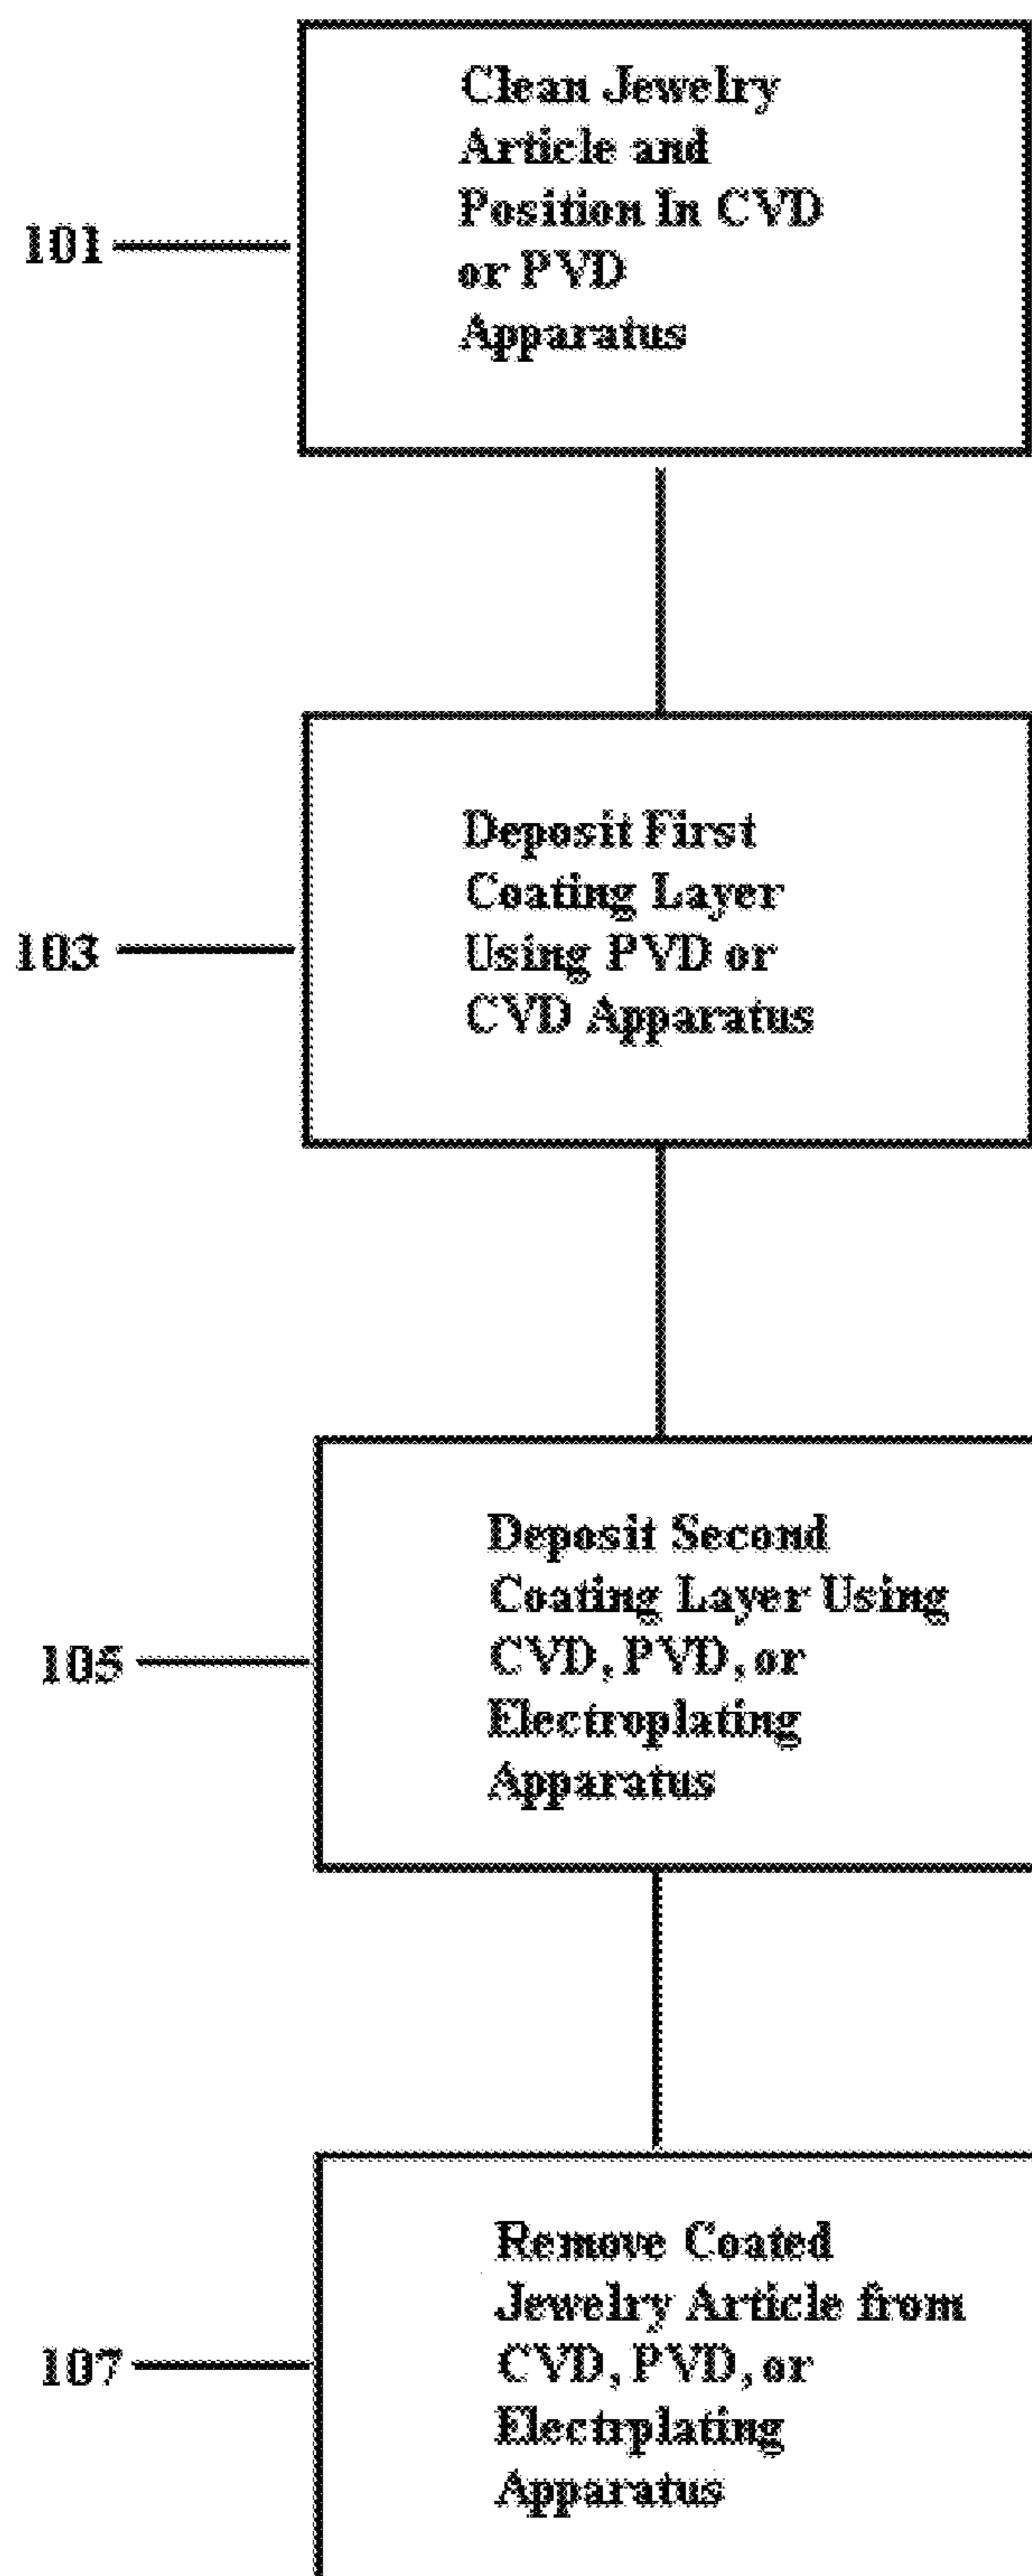 Clean Jewelry
Article and
Position In CVD
or PVD
Apparatus
101
Deposit First
Coating Layer
Using PVD or
CVD Apparatus
103
Deposit Second
Coating Layer Using
CVD, PVD, or
Electroplating
Apparatus
105
Remove Coated
Jewelry Article from
CVD, PVD, or
Electrplating
Apparatus
107